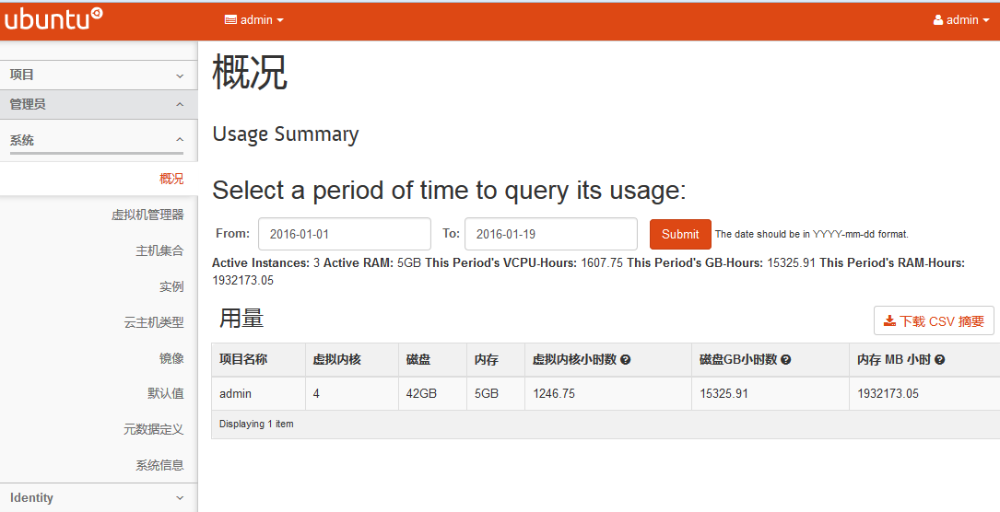 ubuntu
admin
admin
项目
管理员
系统
概况
虚拟机管理器
主机集合
实例
云主机类型
镜像
默认值
元数据定义
系统信息
Identity
概况
Usage Summary
Select a period of time to query its usage:
From: 2016-01-01 To: 2016-01-19 Submit The date should be in YYYY-mm-dd format.
Active Instances: 3 Active RAM: 5GB This Period's VCPU-Hours: 1607.75 This Period's GB-Hours: 15325.91 This Period's RAM-Hours:
1932173.05
用量
下载 CSV 摘要
项目名称 虚拟内核 磁盘 内存 虚拟内核小时数 磁盘GB小时数 内存 MB 小时
admin 4 42GB 5GB 1246.75 15325.91 1932173.05
Displaying 1 item